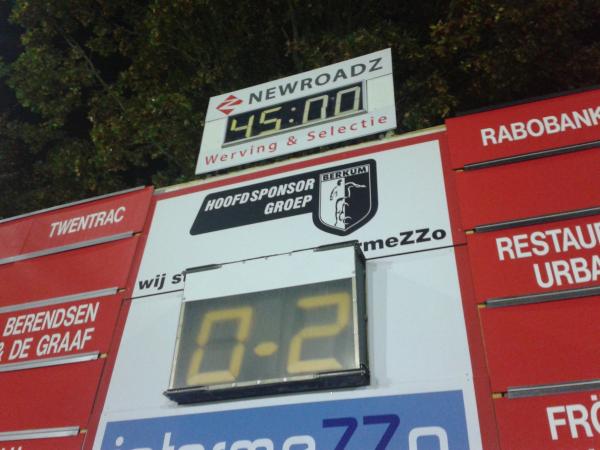 NEWROADZ
45:00
Werving & Selectie
HOOFDSPONSOR
GROEP
BERKUM
wij
0-2
intermeZZo
TWENTRAC
BERENDSEN
& DE GRAAF
RABOBANK
RESTAU
URBA
FRÖ